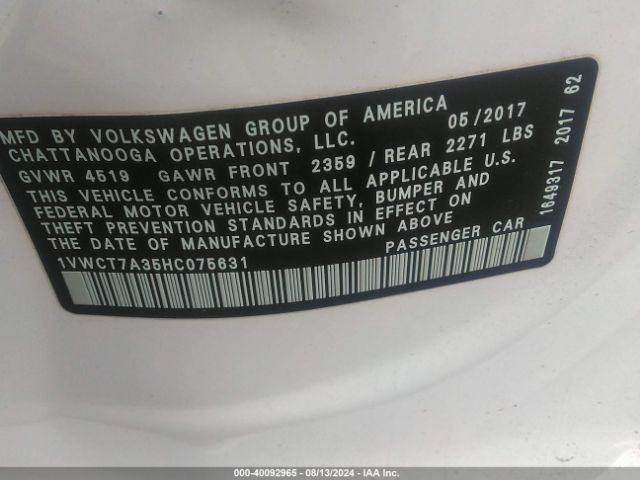 MFD BY VOLKSWAGEN GROUP OF AMERICA 05/2017
CHATTANOOGA OPERATIONS, LLC.
GVWR 4519 GAWR FRONT 2359 / REAR 2271 LBS
THIS VEHICLE CONFORMS TO ALL APPLICABLE U.S.
FEDERAL MOTOR VEHICLE SAFETY, BUMPER AND
THEFT PREVENTION STANDARDS IN EFFECT ON
THE DATE OF MANUFACTURE SHOWN ABOVE
1VWCT7A35HC075631 PASSENGER CAR
1649317 2017 62
000-40092965 - 08/13/2024 - IAA Inc.